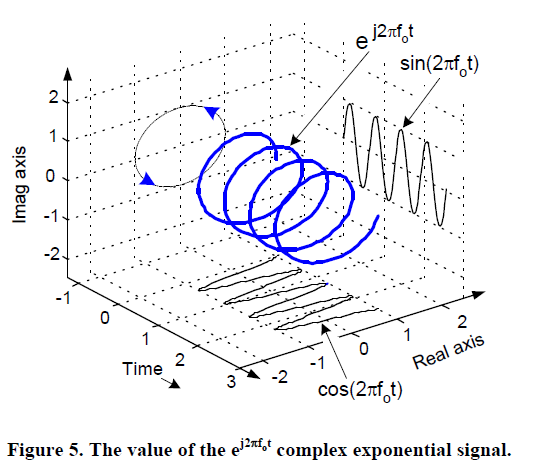 e^j2πf₀t
sin(2πf₀t)
Imag axis
2
1
0
-1
-2
-1
0
1
2
3
Time
-2
-1
0
1
2
Real axis
cos(2πf₀t)
Figure 5. The value of the e^j2πf₀t complex exponential signal.